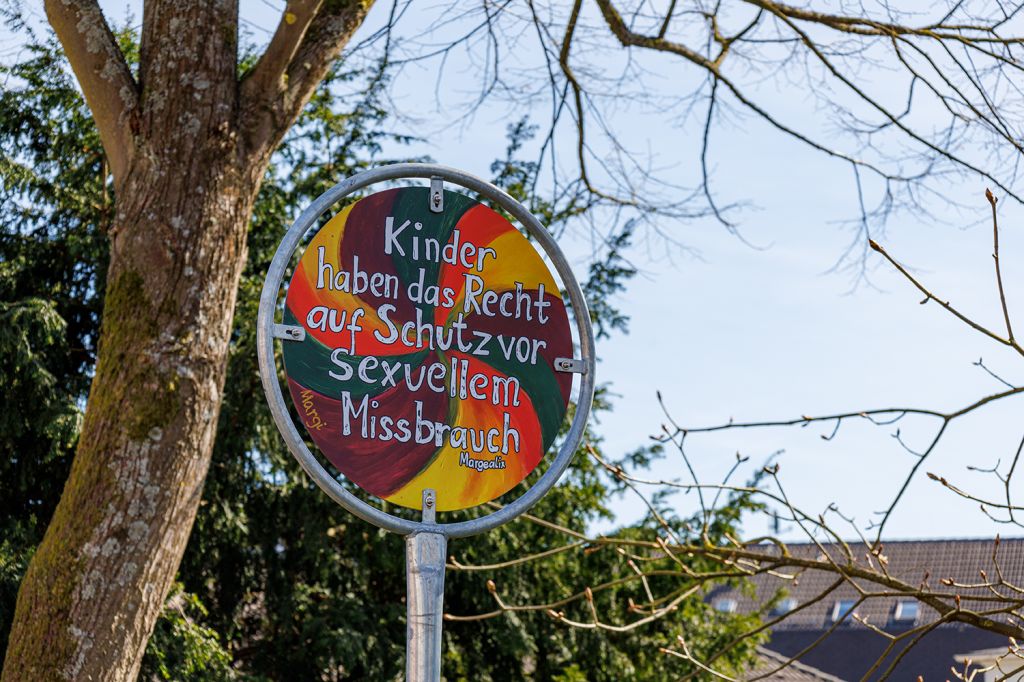 Kinder
haben das Recht
auf Schutz vor
sexuellem
Missbrauch
Margealix
Margi